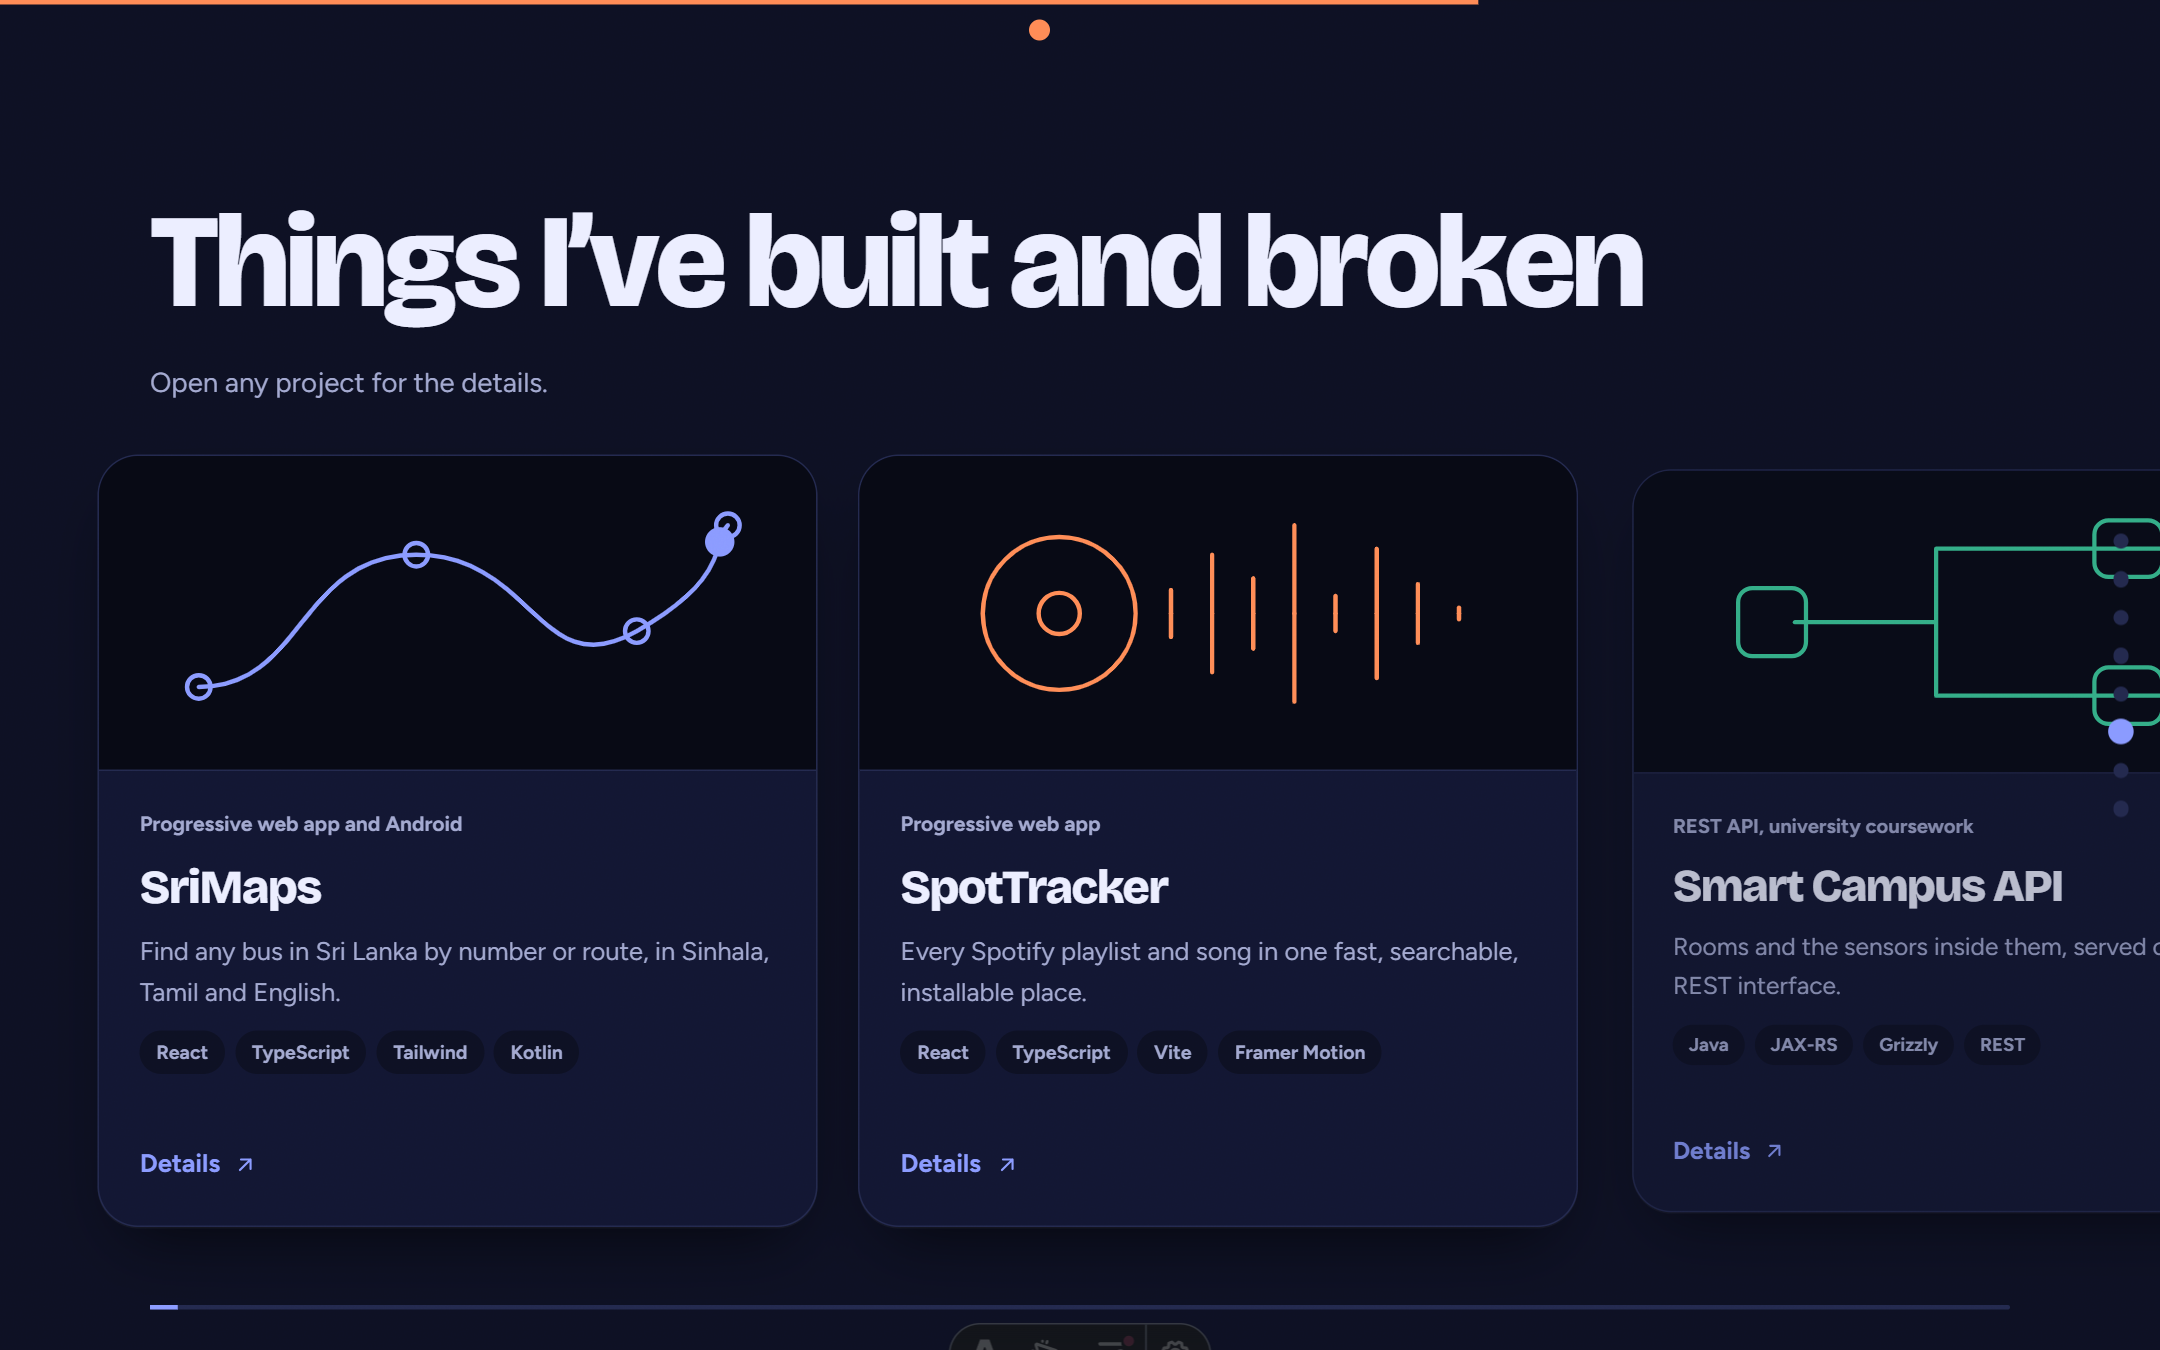 Things I’ve built and broken
Open any project for the details.
Progressive web app and Android
SriMaps
Find any bus in Sri Lanka by number or route, in Sinhala,
Tamil and English.
React
TypeScript
Tailwind
Kotlin
Details
Progressive web app
SpotTracker
Every Spotify playlist and song in one fast, searchable,
installable place.
React
TypeScript
Vite
Framer Motion
Details
REST API, university coursework
Smart Campus API
Rooms and the sensors inside them, served
REST interface.
Java
JAX-RS
Grizzly
REST
Details